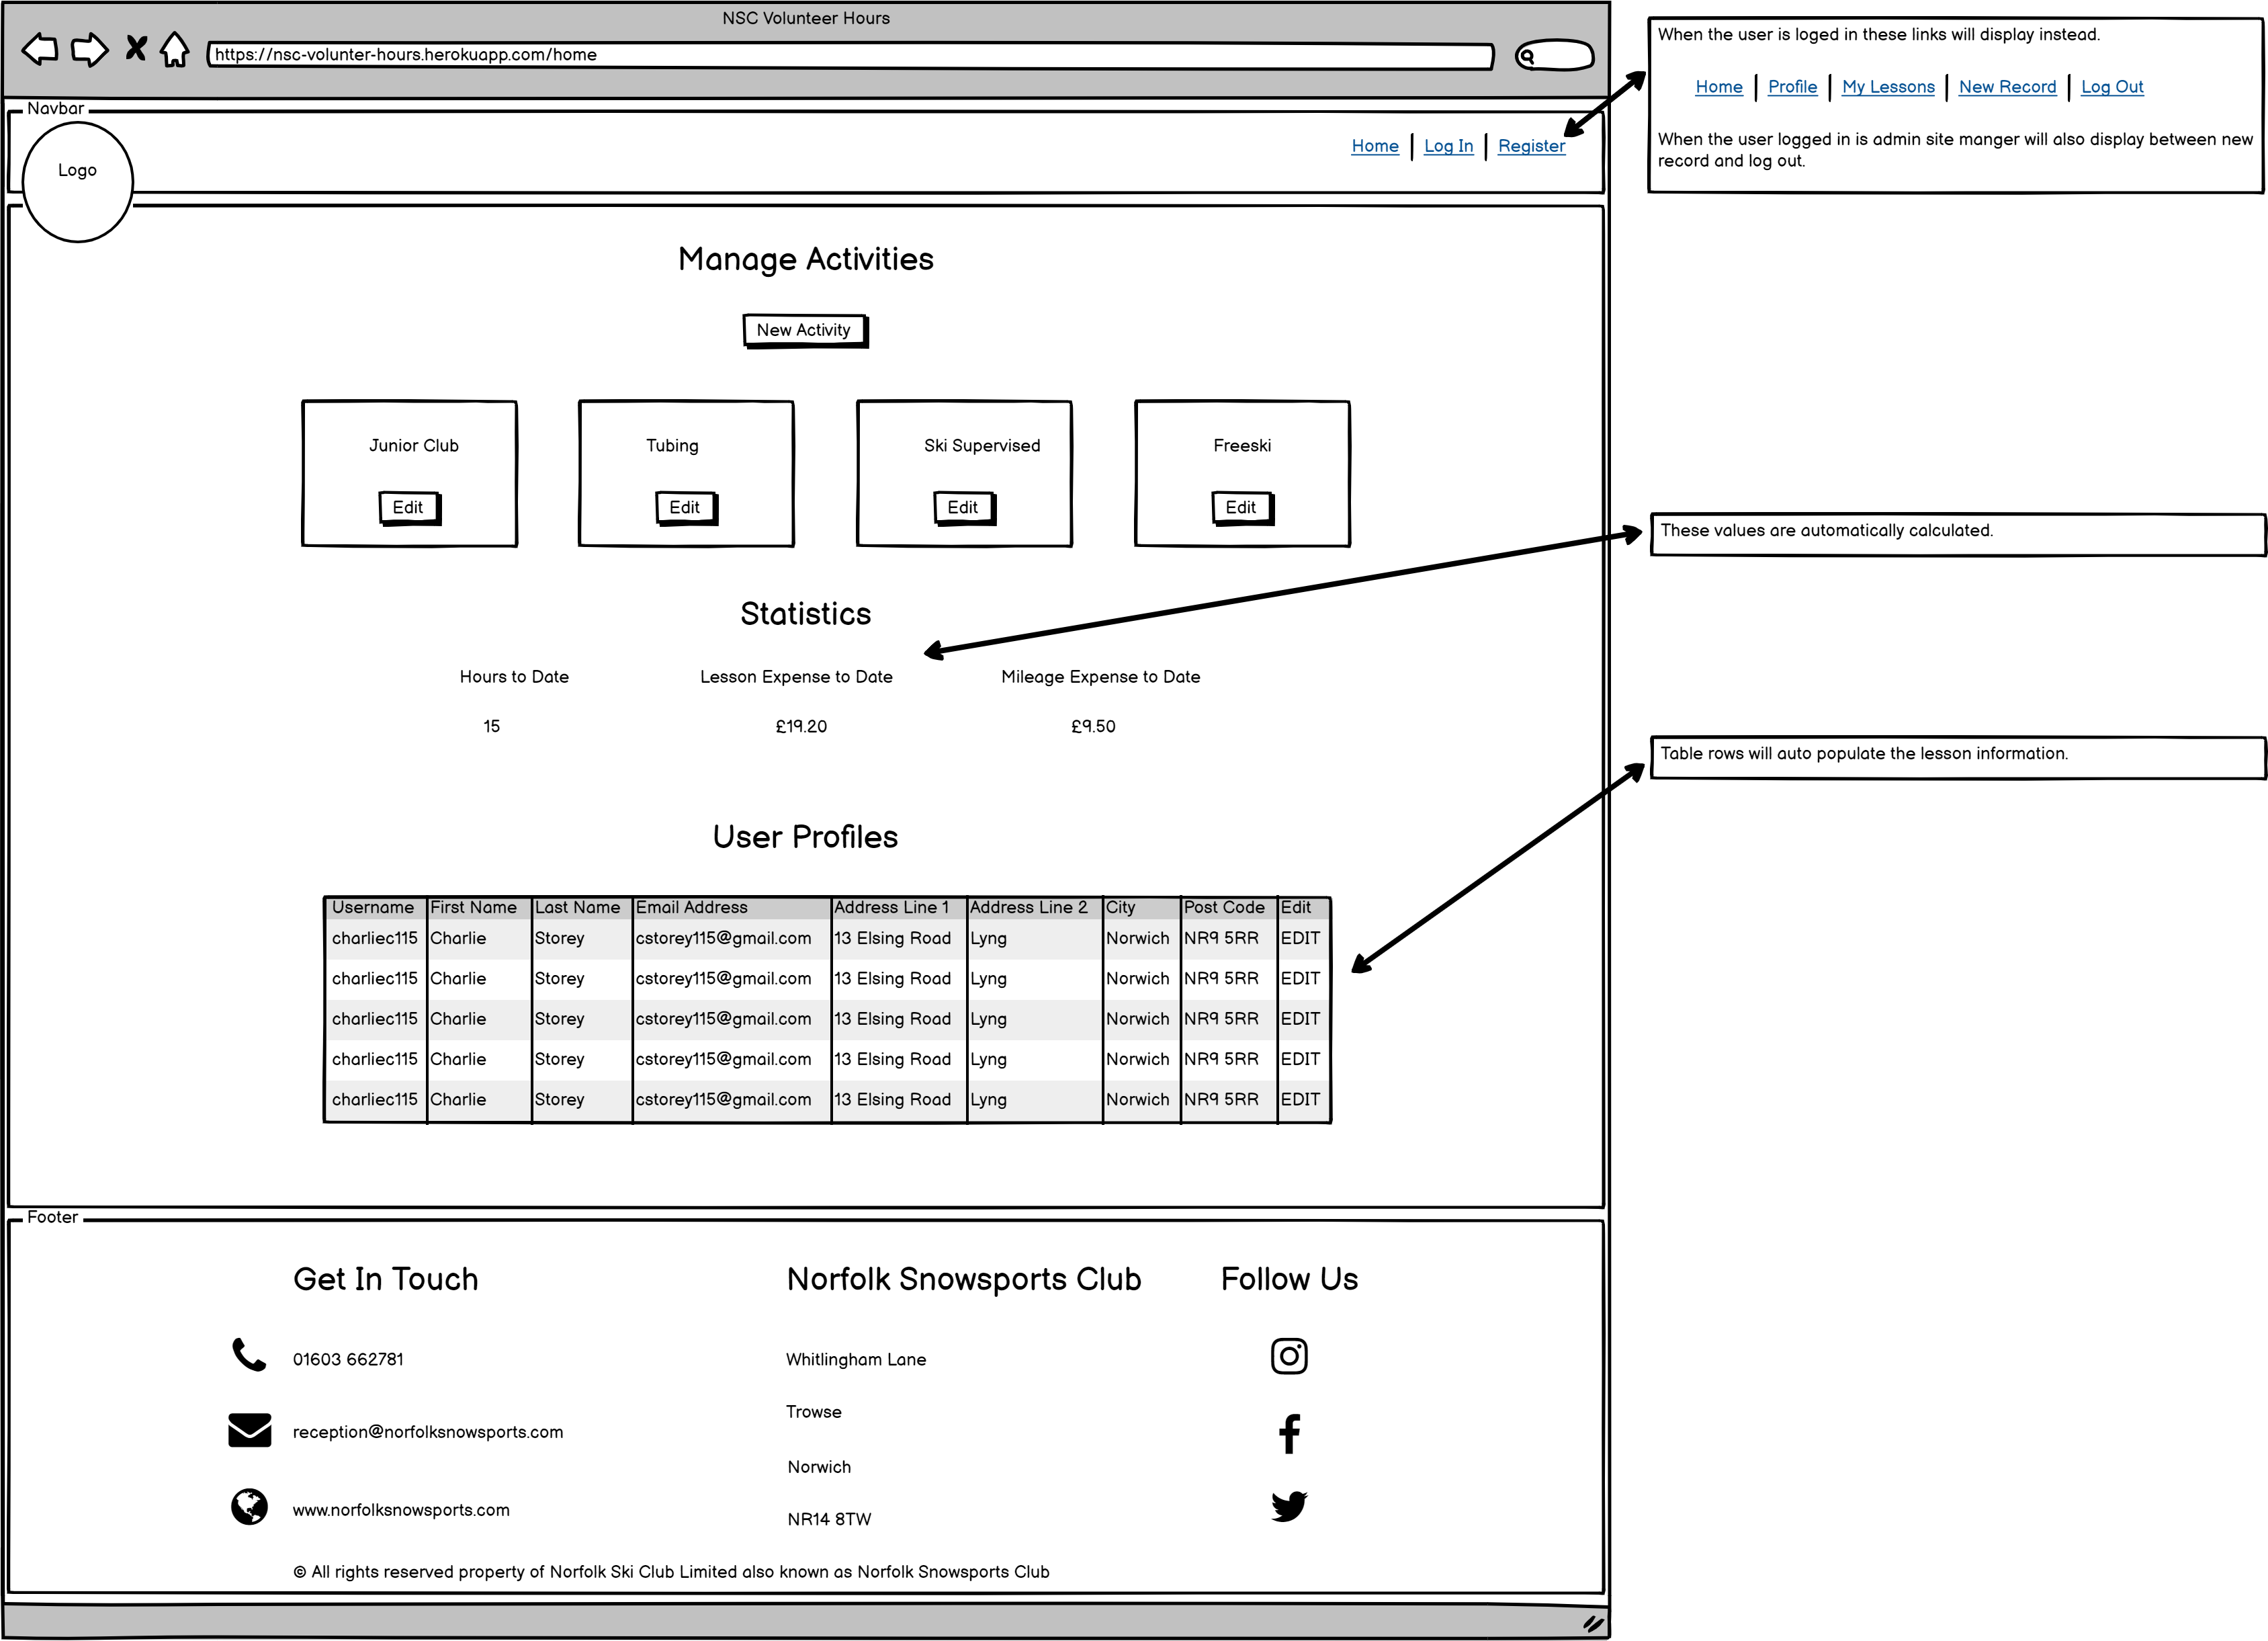 NSC Volunteer Hours
https://nsc-volunter-hours.herokuapp.com/home
Navbar
Logo
Home | Log In | Register
When the user is loged in these links will display instead.
Home | Profile | My Lessons | New Record | Log Out
When the user logged in is admin site manger will also display between new
record and log out.
Manage Activities
New Activity
Junior Club
Edit
Tubing
Edit
Ski Supervised
Edit
Freeski
Edit
These values are automatically calculated.
Statistics
Hours to Date
15
Lesson Expense to Date
£19.20
Mileage Expense to Date
£9.50
Table rows will auto populate the lesson information.
User Profiles
Username First Name Last Name Email Address Address Line 1 Address Line 2 City Post Code Edit
charliec115 Charlie Storey cstorey115@gmail.com 13 Elsing Road Lyng Norwich NR9 5RR EDIT
charliec115 Charlie Storey cstorey115@gmail.com 13 Elsing Road Lyng Norwich NR9 5RR EDIT
charliec115 Charlie Storey cstorey115@gmail.com 13 Elsing Road Lyng Norwich NR9 5RR EDIT
charliec115 Charlie Storey cstorey115@gmail.com 13 Elsing Road Lyng Norwich NR9 5RR EDIT
charliec115 Charlie Storey cstorey115@gmail.com 13 Elsing Road Lyng Norwich NR9 5RR EDIT
Footer
Get In Touch
01603 662781
reception@norfolksnowsports.com
www.norfolksnowsports.com
Norfolk Snowsports Club
Whitlingham Lane
Trowse
Norwich
NR14 8TW
Follow Us
© All rights reserved property of Norfolk Ski Club Limited also known as Norfolk Snowsports Club